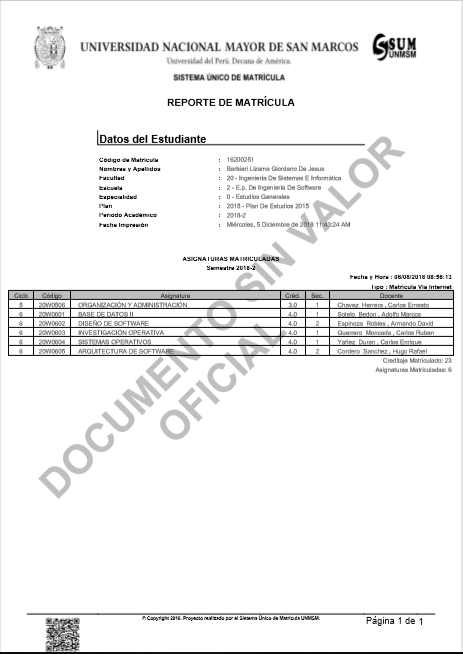 UNIVERSIDAD NACIONAL MAYOR DE SAN MARCOS
Universidad del Perú. Decana de América.
SISTEMA ÚNICO DE MATRÍCULA
SUM
UNMSM
REPORTE DE MATRÍCULA
Datos del Estudiante
Código de Matrícula : 16200251
Nombres y Apellidos : Barbieri Lizama Giordano De Jesus
Facultad : 20 - Ingeniería De Sistemas E Informática
Escuela : 2 - E.p. De Ingeniería De Software
Especialidad : 0 - Estudios Generales
Plan : 2015 - Plan De Estudios 2015
Periodo Académico : 2018-2
Fecha Impresión : Miércoles, 5 Diciembre de 2018 11:43:24 AM
DOCUMENTO SIN VALOR
OFICIAL
ASIGNATURAS MATRICULADAS
Semestre 2018-2
Fecha y Hora : 06/08/2018 08:56:13
Tipo : Matrícula Vía Internet
Ciclo Código Asignatura Créd. Sec. Docente
5 20W0506 ORGANIZACIÓN Y ADMINISTRACIÓN 3.0 1 Chavez Herrera , Carlos Ernesto
6 20W0601 BASE DE DATOS II 4.0 1 Sotelo Bedon , Adolfo Marcos
6 20W0602 DISEÑO DE SOFTWARE 4.0 2 Espinoza Robles , Armando David
6 20W0603 INVESTIGACIÓN OPERATIVA 4.0 1 Guerrero Moncada , Carlos Ruben
6 20W0604 SISTEMAS OPERATIVOS 4.0 1 Yañez Duran , Carlos Enrique
6 20W0605 ARQUITECTURA DE SOFTWARE 4.0 2 Cordero Sanchez , Hugo Rafael
Creditaje Matriculado: 23
Asignaturas Matriculadas: 6
© Copyright 2018. Proyecto realizado por el Sistema Único de Matrícula UNMSM.
Página 1 de 1